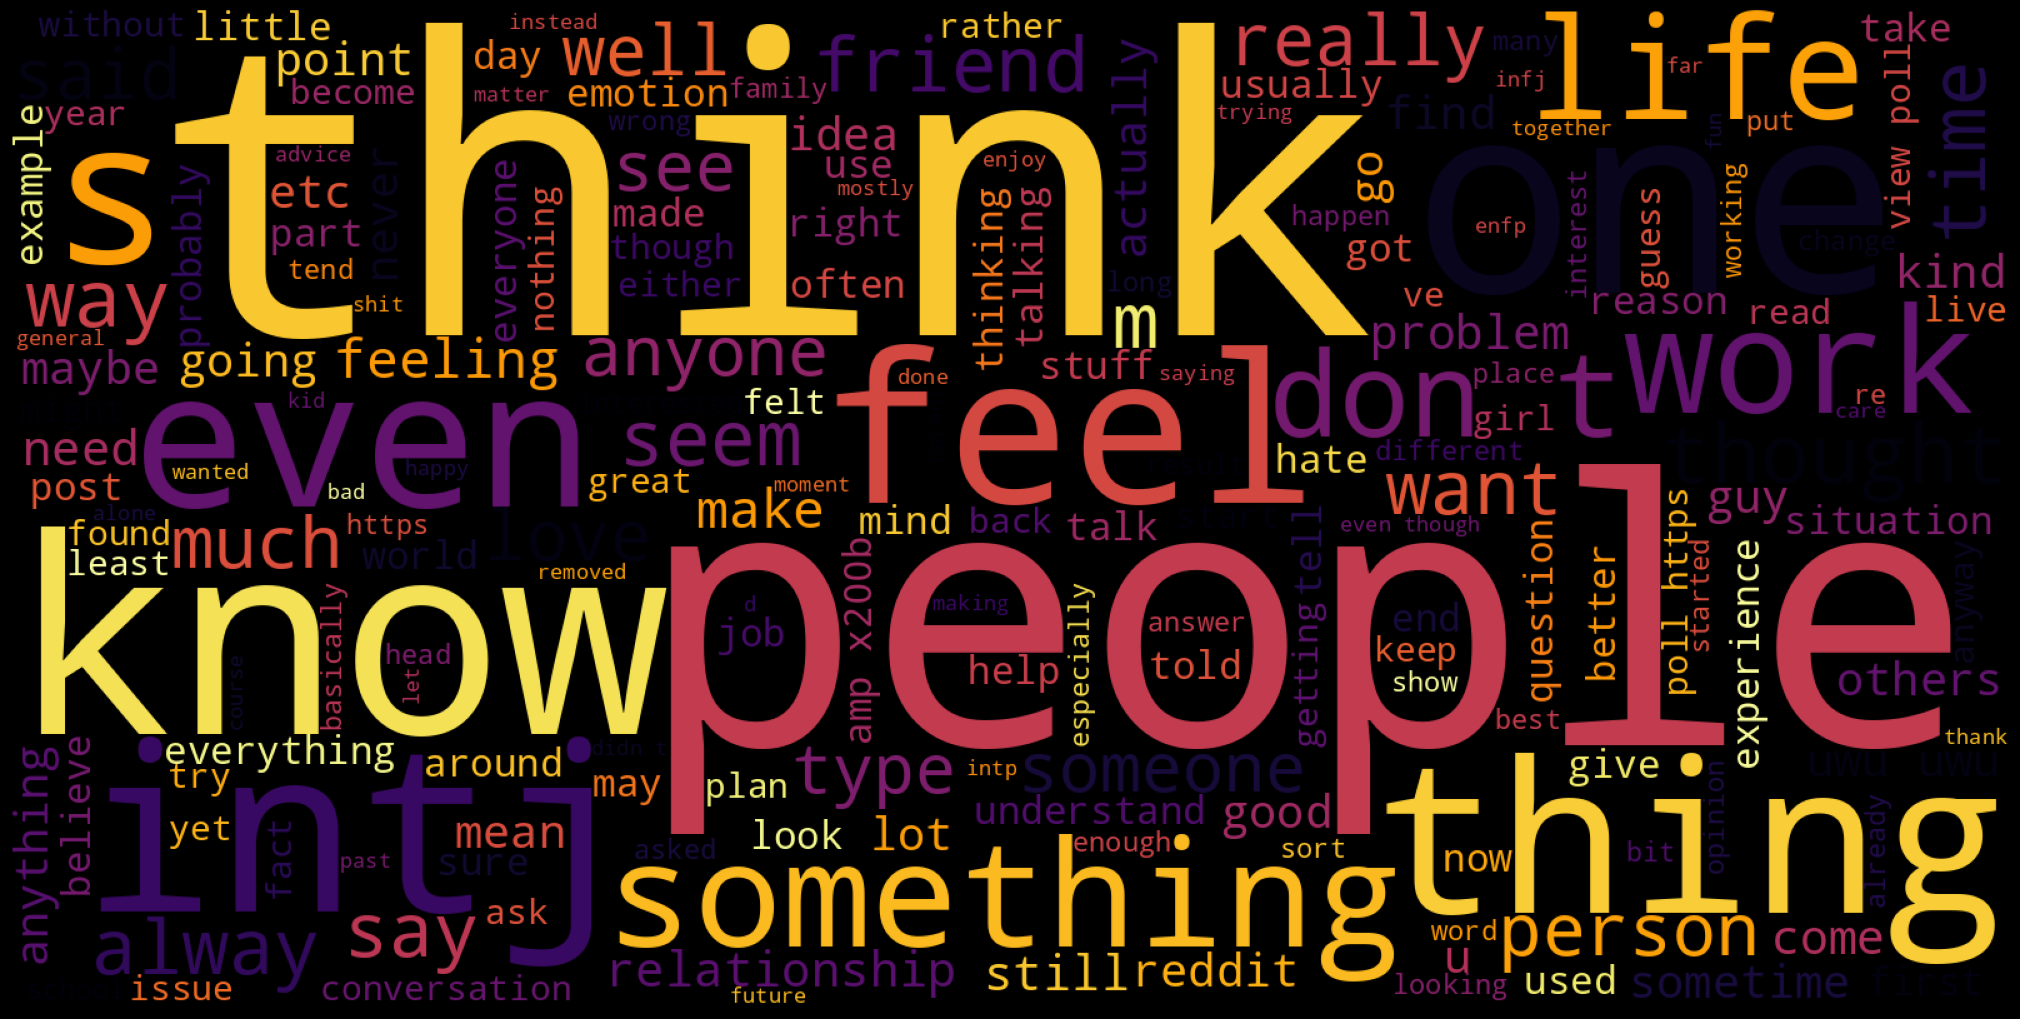 without
little
instead
rather
really
many
life
take
said
point
day
well
friend
think
usually
infj
far
become
matter
emotion
family
actually
view poll
time
year
s
wrong
idea
trying
find
together
put
fun
example
advice
never
everyone
see
use
enjoy
go
one
etc
nothing
made
mostly
happen
interest
guess
working
probably
part
though
right
thinking
talking
got
enfp
change
way
tend
either
often
long
ve
reason
kind
shit
m
read
live
general
maybe
going
feeling
anyone
stuff
saying
problem
work
done
feel
don t
place
re
kid
felt
girl
care
need
even
seem
hate
different
thought
wanted
happy
great
moment
post
bad
make
want
guy
alone
https
mind
back
talk
start
tell
even though
question
better
poll https
situation
found
much
love
people
least
world
removed
started
experience
anyway
know
basically
d
making
answer
end
course
head
let
job
amp x200b
help
told
especially
getting
keep
show
others
best
anything
believe
everything
didn t
thank
try
around
may
type
intp
someone
give
uwu uwu
intj
plan
understand
good
thing
yet
fact
mean
look
lot
enough
sort
now
bit
opinion
already
past
sure
asked
something
alway
say
ask
word
person
come
relationship
still
reddit
u
issue
conversation
future
looking
used
sometime
first